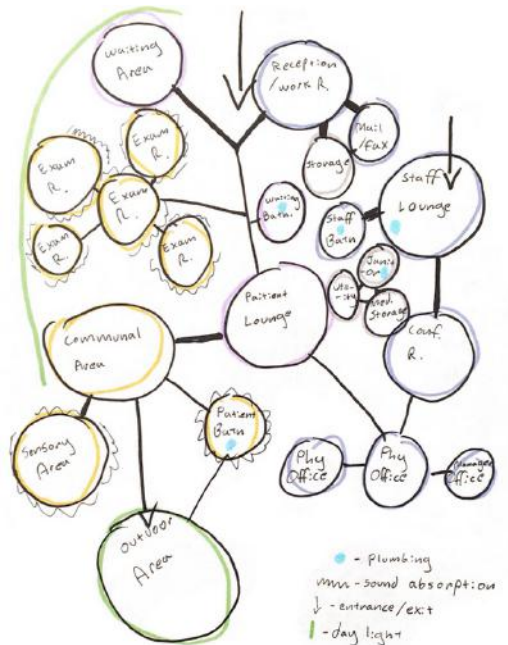 Waiting
Area
Reception
/work R.
Mail
/Fax
Storage
Exam
R.
Exam
R.
Exam
R.
Exam
R.
Exam
R.
Waiting
Bath.
Staff
Lounge
Staff
Bath
Janit
-or
Uti-
lity
Med.
Storage
Patient
Lounge
Conf.
R.
Communal
Area
Sensory
Area
Patient
Bath
Phy
Office
Phy
Office
Manager
Office
Outdoor
Area
- Plumbing
- sound absorption
- entrance/exit
- day light